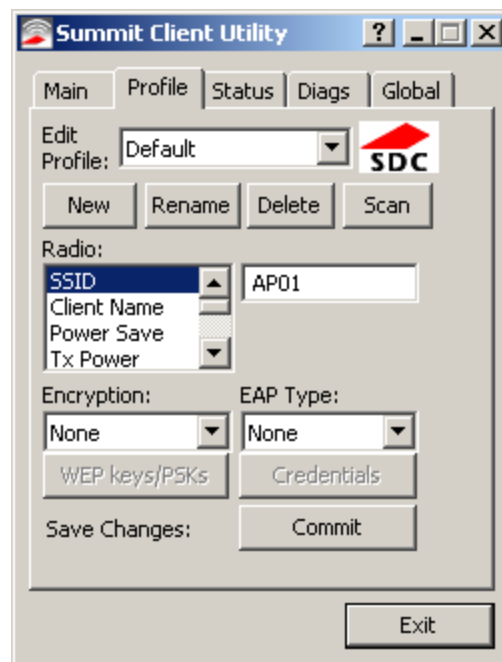 Summit Client Utility
Main Profile Status Diags Global
Edit
Profile: Default
SDC
New Rename Delete Scan
Radio:
SSID AP01
Client Name
Power Save
Tx Power
Encryption: EAP Type:
None None
WEP keys/PSKs Credentials
Save Changes: Commit
Exit